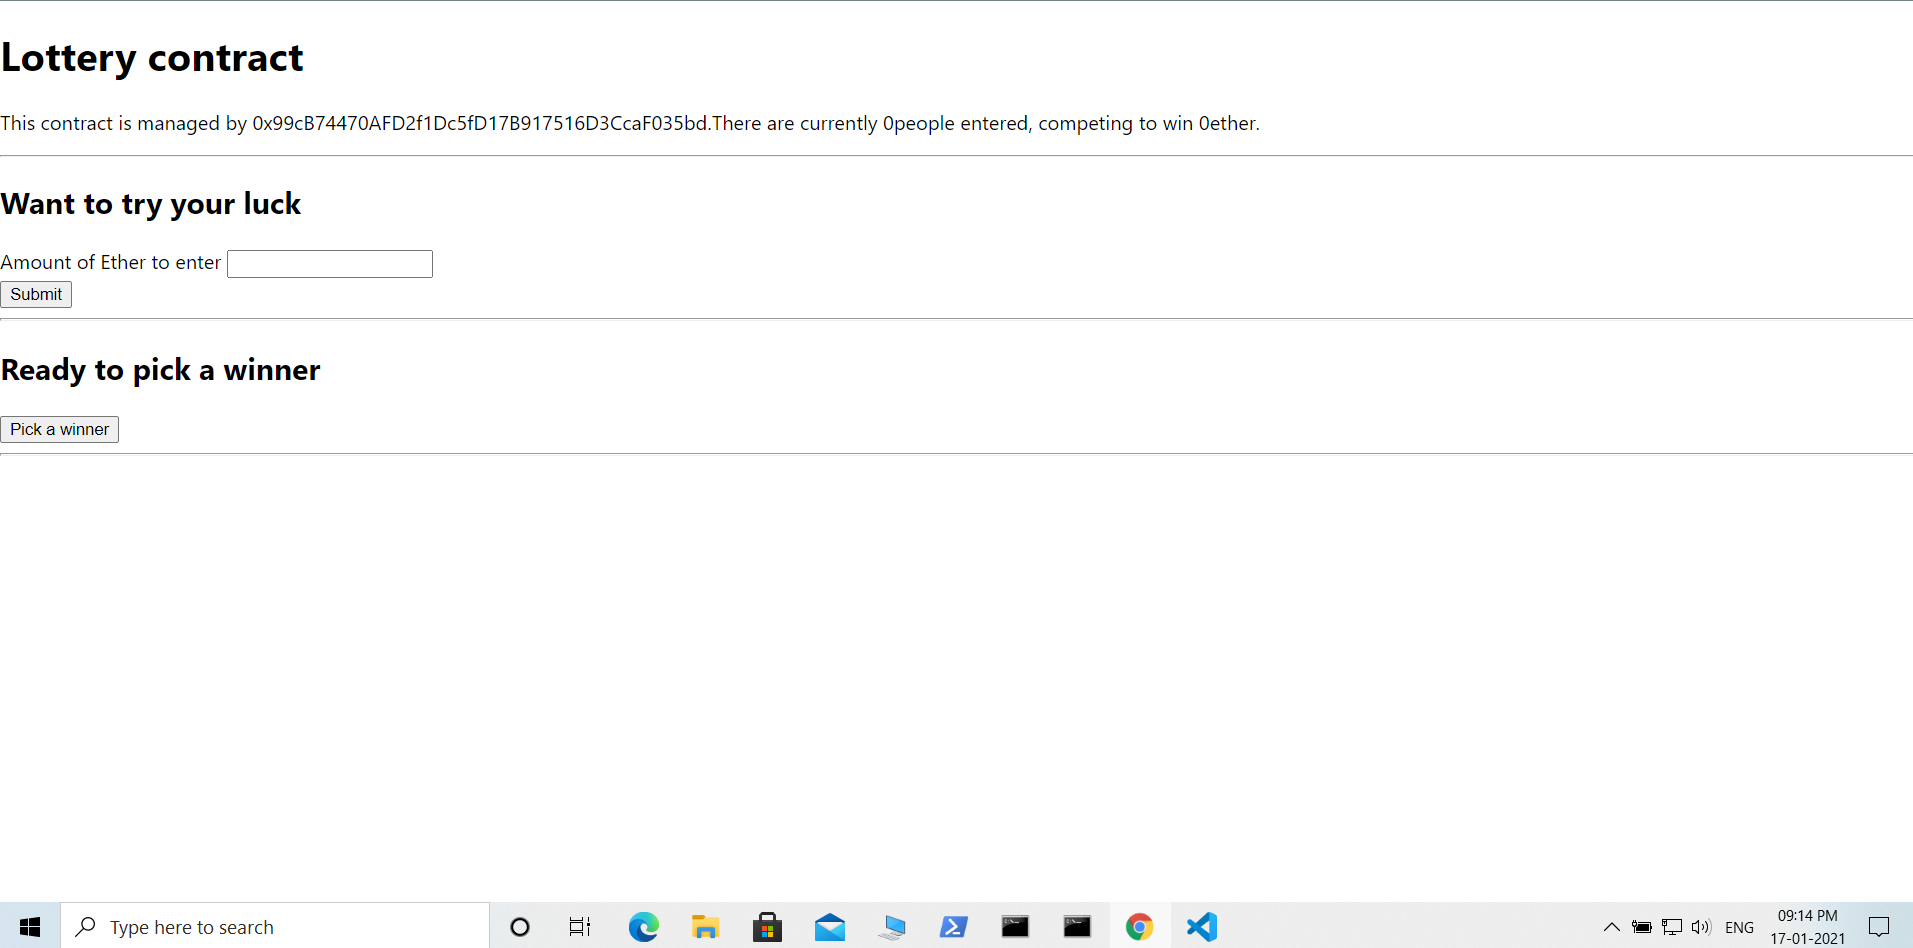 Lottery contract
This contract is managed by 0x99cB74470AFD2f1Dc5fD17B917516D3CcaF035bd.There are currently 0people entered, competing to win 0ether.
Want to try your luck
Amount of Ether to enter
Submit
Ready to pick a winner
Pick a winner
Type here to search
ENG
09:14 PM
17-01-2021